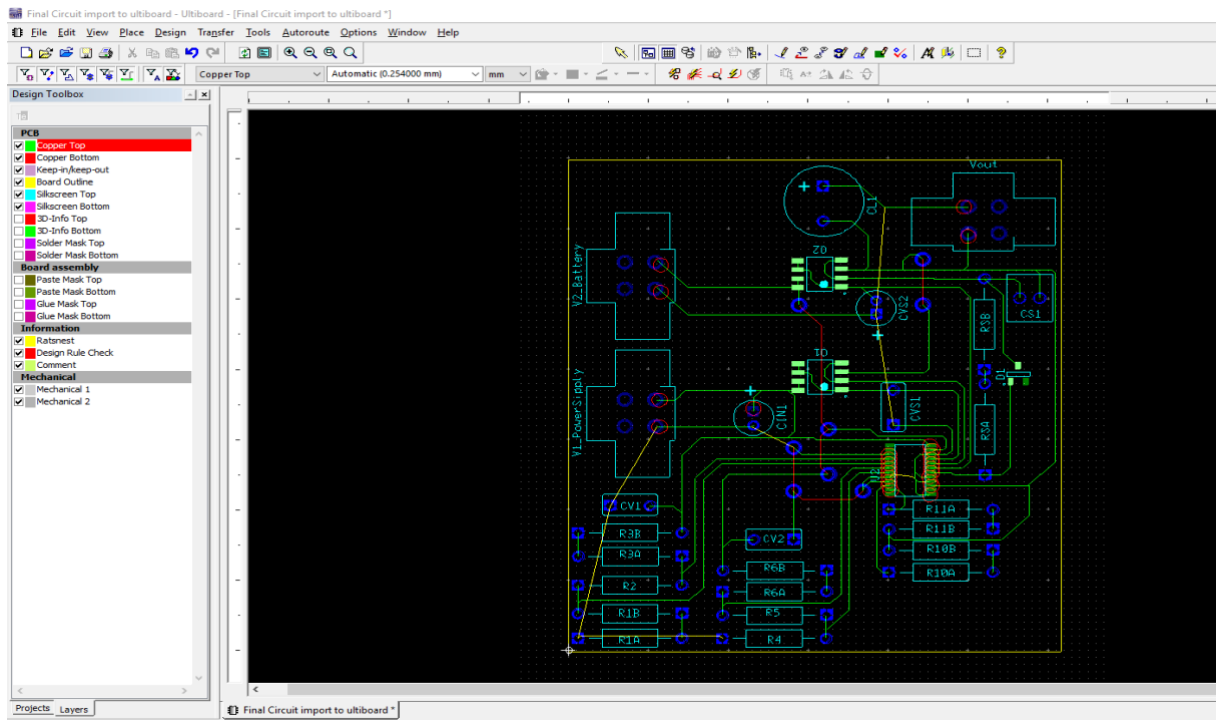 Final Circuit import to ultiboard - Ultiboard - [Final Circuit import to ultiboard *]
File Edit View Place Design Transfer Tools Autoroute Options Window Help
Copper Top Automatic (0.254000 mm) mm
Design Toolbox
PCB
Copper Top
Copper Bottom
Keep-in/keep-out
Board Outline
Silkscreen Top
Silkscreen Bottom
3D-Info Top
3D-Info Bottom
Solder Mask Top
Solder Mask Bottom
Board assembly
Paste Mask Top
Paste Mask Bottom
Glue Mask Top
Glue Mask Bottom
Information
Ratsnest
Design Rule Check
Comment
Mechanical
Mechanical 1
Mechanical 2
Projects Layers
Final Circuit import to ultiboard *
Vout
CL1
V2_Battery
CVS2
CS1
RSB
D1
V1_PowerSipply
CIN1
CVS1
RSA
U2
CV1
R3B
R3A
R2
R1B
R1A
CV2
R6B
R6A
R5
R4
R11A
R11B
R10B
R10A